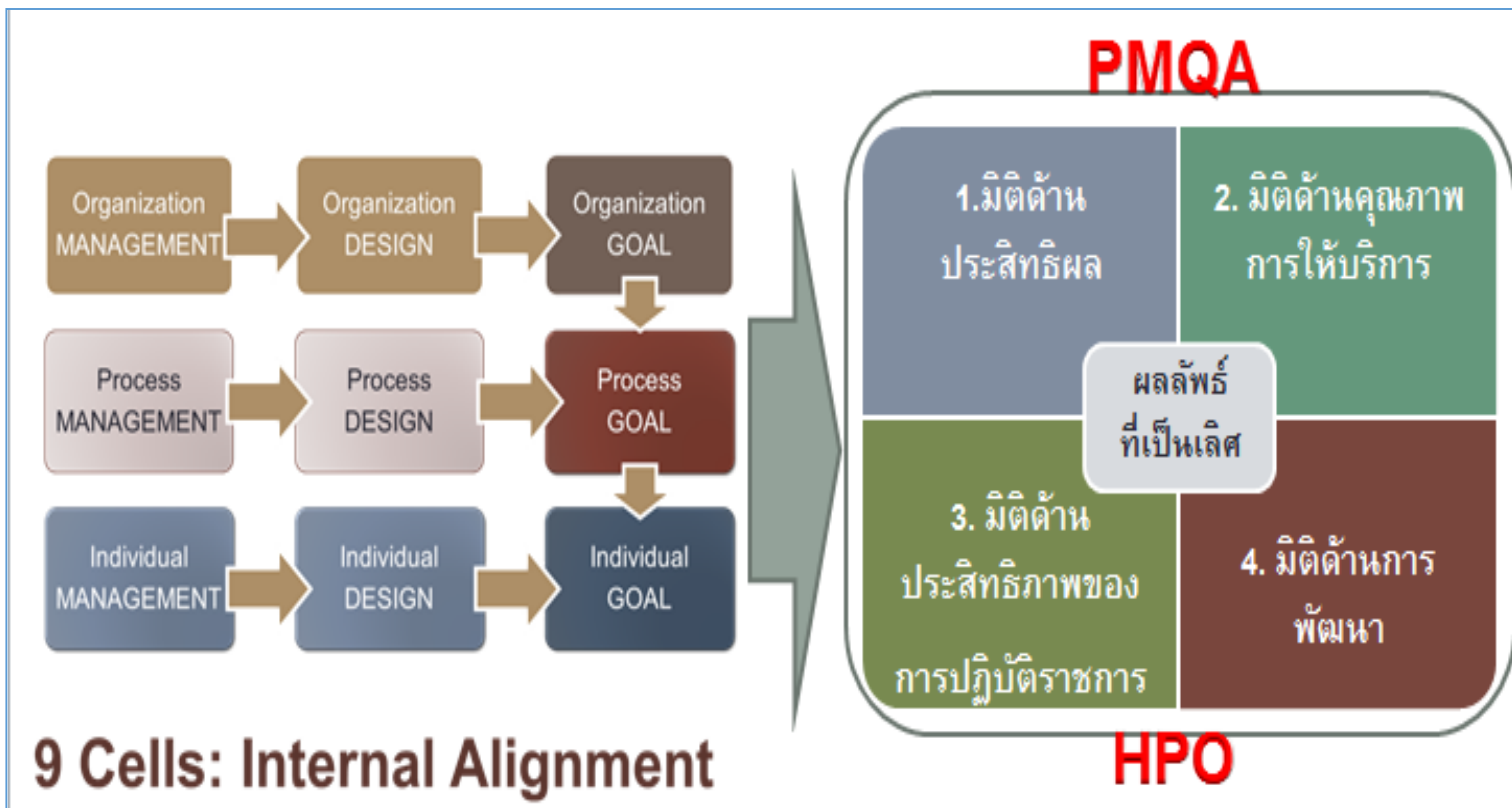 Organization
MANAGEMENT
Organization
DESIGN
Organization
GOAL
Process
MANAGEMENT
Process
DESIGN
Process
GOAL
Individual
MANAGEMENT
Individual
DESIGN
Individual
GOAL
9 Cells: Internal Alignment
PMQA
1.มิติด้าน
ประสิทธิผล
2. มิติด้านคุณภาพ
การให้บริการ
ผลลัพธ์
ที่เป็นเลิศ
3. มิติด้าน
ประสิทธิภาพของ
การปฏิบัติราชการ
4. มิติด้านการ
พัฒนา
HPO